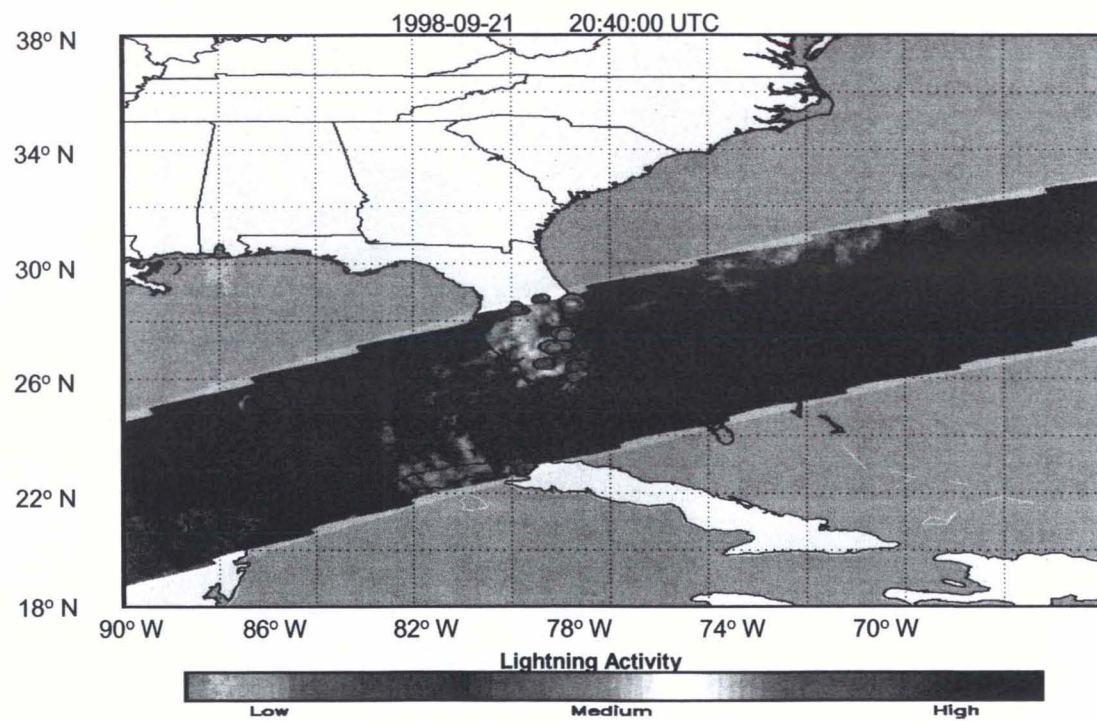 1998-09-21 20:40:00 UTC
38° N
34° N
30° N
26° N
22° N
18° N
90° W 86° W 82° W 78° W 74° W 70° W
Lightning Activity
Low Medium High